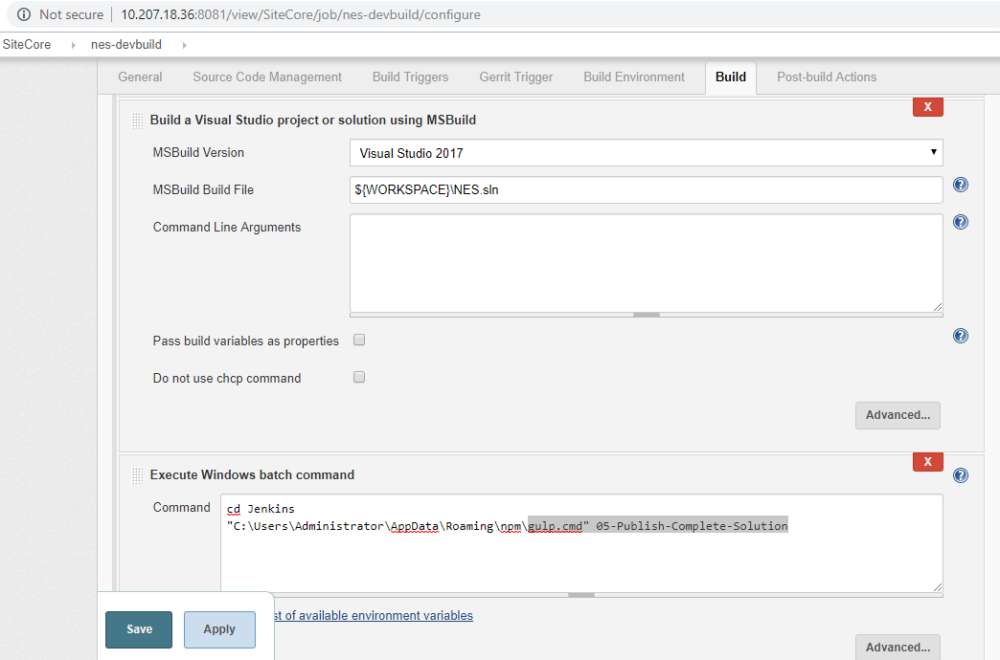 Not secure | 10.207.18.36:8081/view/SiteCore/job/nes-devbuild/configure
SiteCore nes-devbuild
General Source Code Management Build Triggers Gerrit Trigger Build Environment Build Post-build Actions
X
Build a Visual Studio project or solution using MSBuild
MSBuild Version Visual Studio 2017
MSBuild Build File ${WORKSPACE}\NES.sln
Command Line Arguments
Pass build variables as properties
Do not use chcp command
Advanced...
X
Execute Windows batch command
Command cd Jenkins
"C:\Users\Administrator\AppData\Roaming\npm\gulp.cmd" 05-Publish-Complete-Solution
st of available environment variables
Save Apply
Advanced...